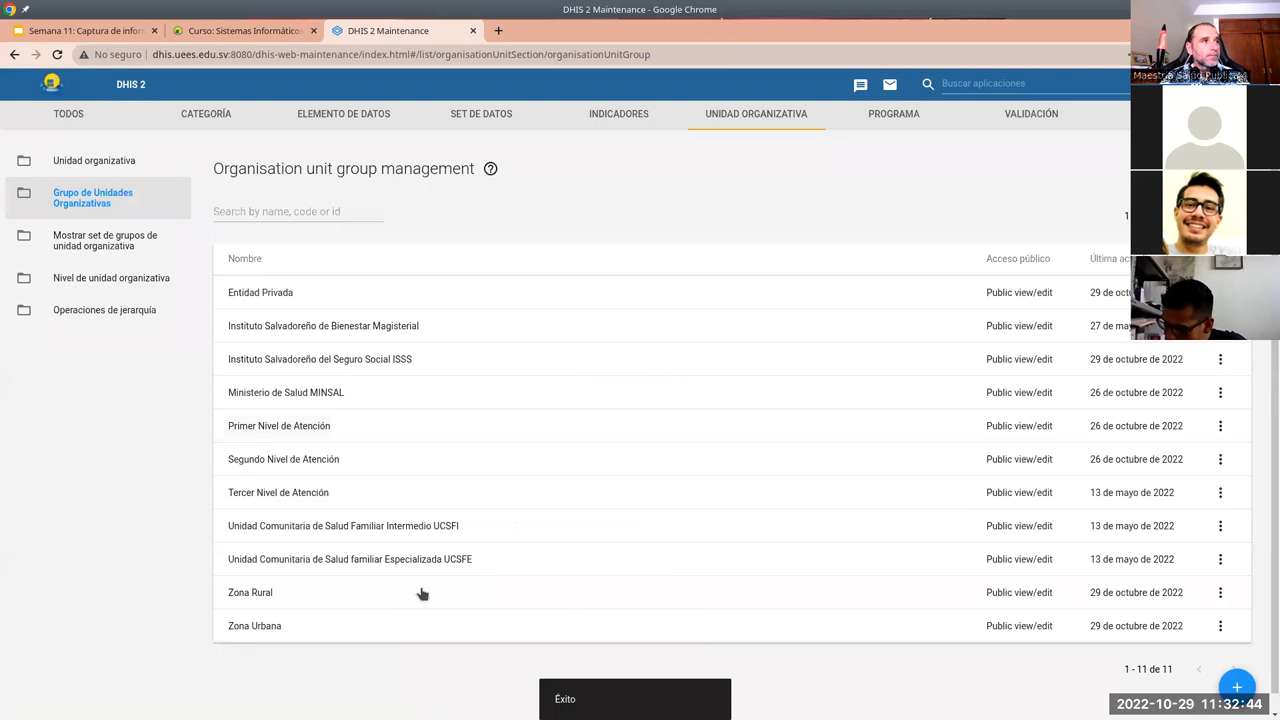 DHIS 2 Maintenance - Google Chrome
Semana 11: Captura de infor
Curso: Sistemas Informáticos
DHIS 2 Maintenance
No seguro
dhis.uees.edu.sv:8080/dhis-web-maintenance/index.html#/list/organisationUnitSection/organisationUnitGroup
DHIS 2
Buscar aplicaciones
TODOS
CATEGORÍA
ELEMENTO DE DATOS
SET DE DATOS
INDICADORES
UNIDAD ORGANIZATIVA
PROGRAMA
VALIDACIÓN
Unidad organizativa
Grupo de Unidades
Organizativas
Mostrar set de grupos de
unidad organizativa
Nivel de unidad organizativa
Operaciones de jerarquía
Organisation unit group management
Search by name, code or id
1
Nombre
Acceso público
Última ac
Entidad Privada
Public view/edit
29 de octu
Instituto Salvadoreño de Bienestar Magisterial
Public view/edit
27 de may
Instituto Salvadoreño del Seguro Social ISSS
Public view/edit
29 de octubre de 2022
Ministerio de Salud MINSAL
Public view/edit
26 de octubre de 2022
Primer Nivel de Atención
Public view/edit
26 de octubre de 2022
Segundo Nivel de Atención
Public view/edit
26 de octubre de 2022
Tercer Nivel de Atención
Public view/edit
13 de mayo de 2022
Unidad Comunitaria de Salud Familiar Intermedio UCSFI
Public view/edit
13 de mayo de 2022
Unidad Comunitaria de Salud familiar Especializada UCSFE
Public view/edit
13 de mayo de 2022
Zona Rural
Public view/edit
29 de octubre de 2022
Zona Urbana
Public view/edit
29 de octubre de 2022
1 - 11 de 11
Éxito
Maestría Salud Pública
2022-10-29 11:32:44